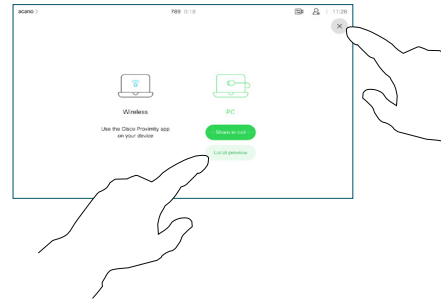 acano >
789 0:18
11:28
Wireless
PC
Use the Cisco Proximity app
on your device
Share in call
Local preview